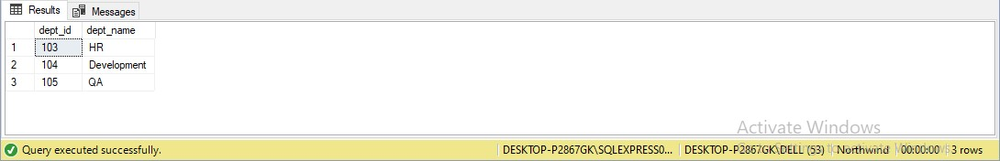 Results Messages
dept_id dept_name
1 103 HR
2 104 Development
3 105 QA
Activate Windows
Query executed successfully. DESKTOP-P2867GK\SQLEXPRESS0... DESKTOP-P2867GK\DELL (53) Northwind 00:00:00 3 rows